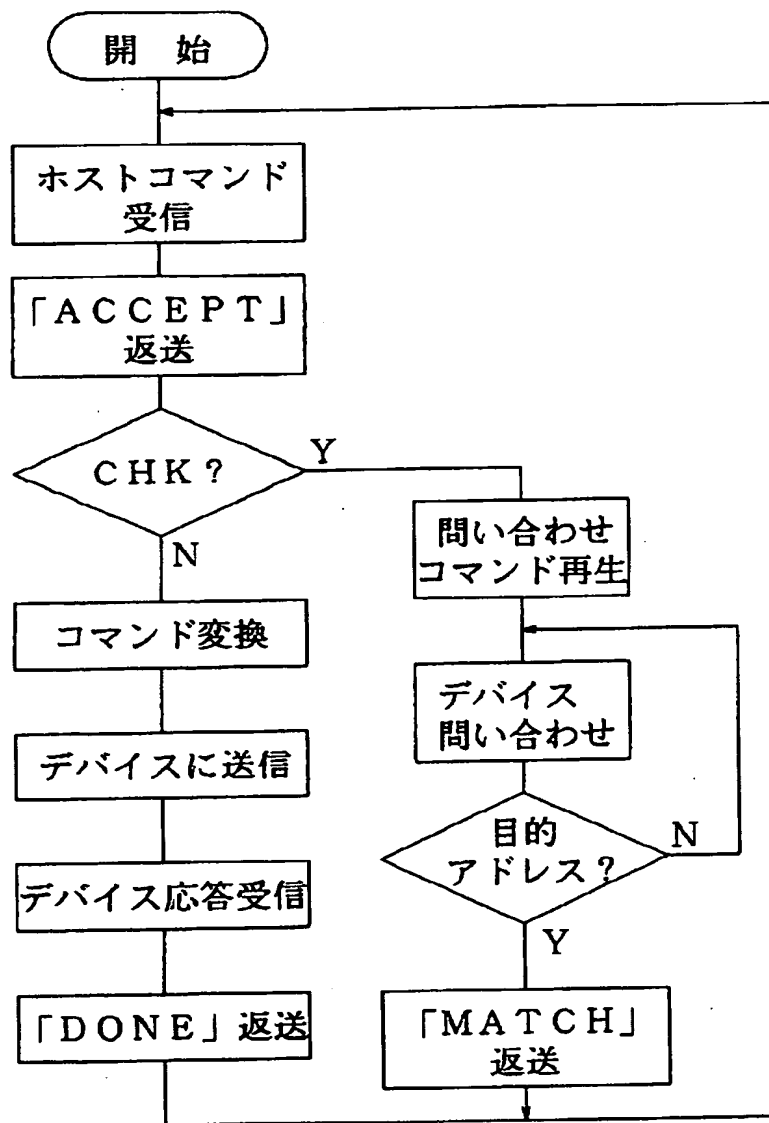 開 始
ホストコマンド
受信
「ACCEPT」
返送
CHK?
Y
N
コマンド変換
デバイスに送信
デバイス応答受信
「DONE」返送
問い合わせ
コマンド再生
デバイス
問い合わせ
目的
アドレス?
N
Y
「MATCH」
返送